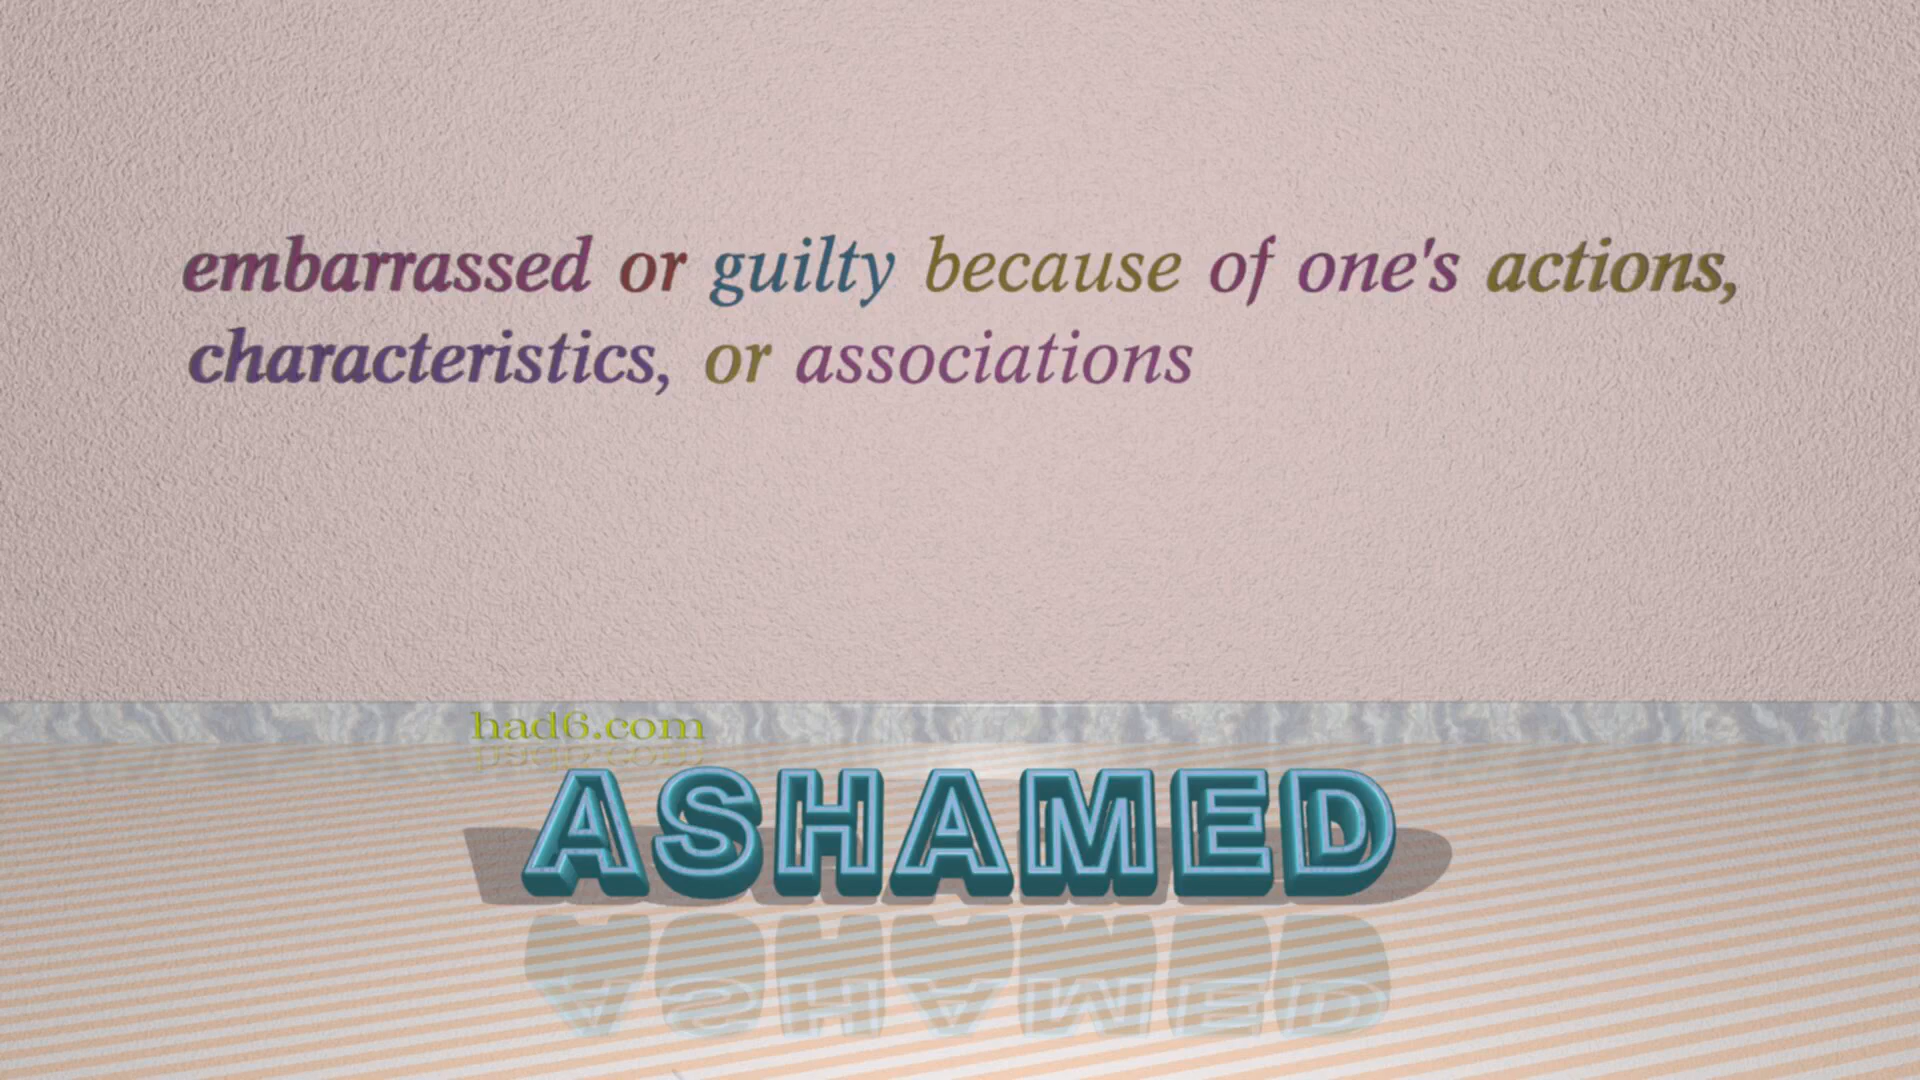 embarrassed or guilty because of one's actions,
characteristics, or associations
had6.com
ASHAMED